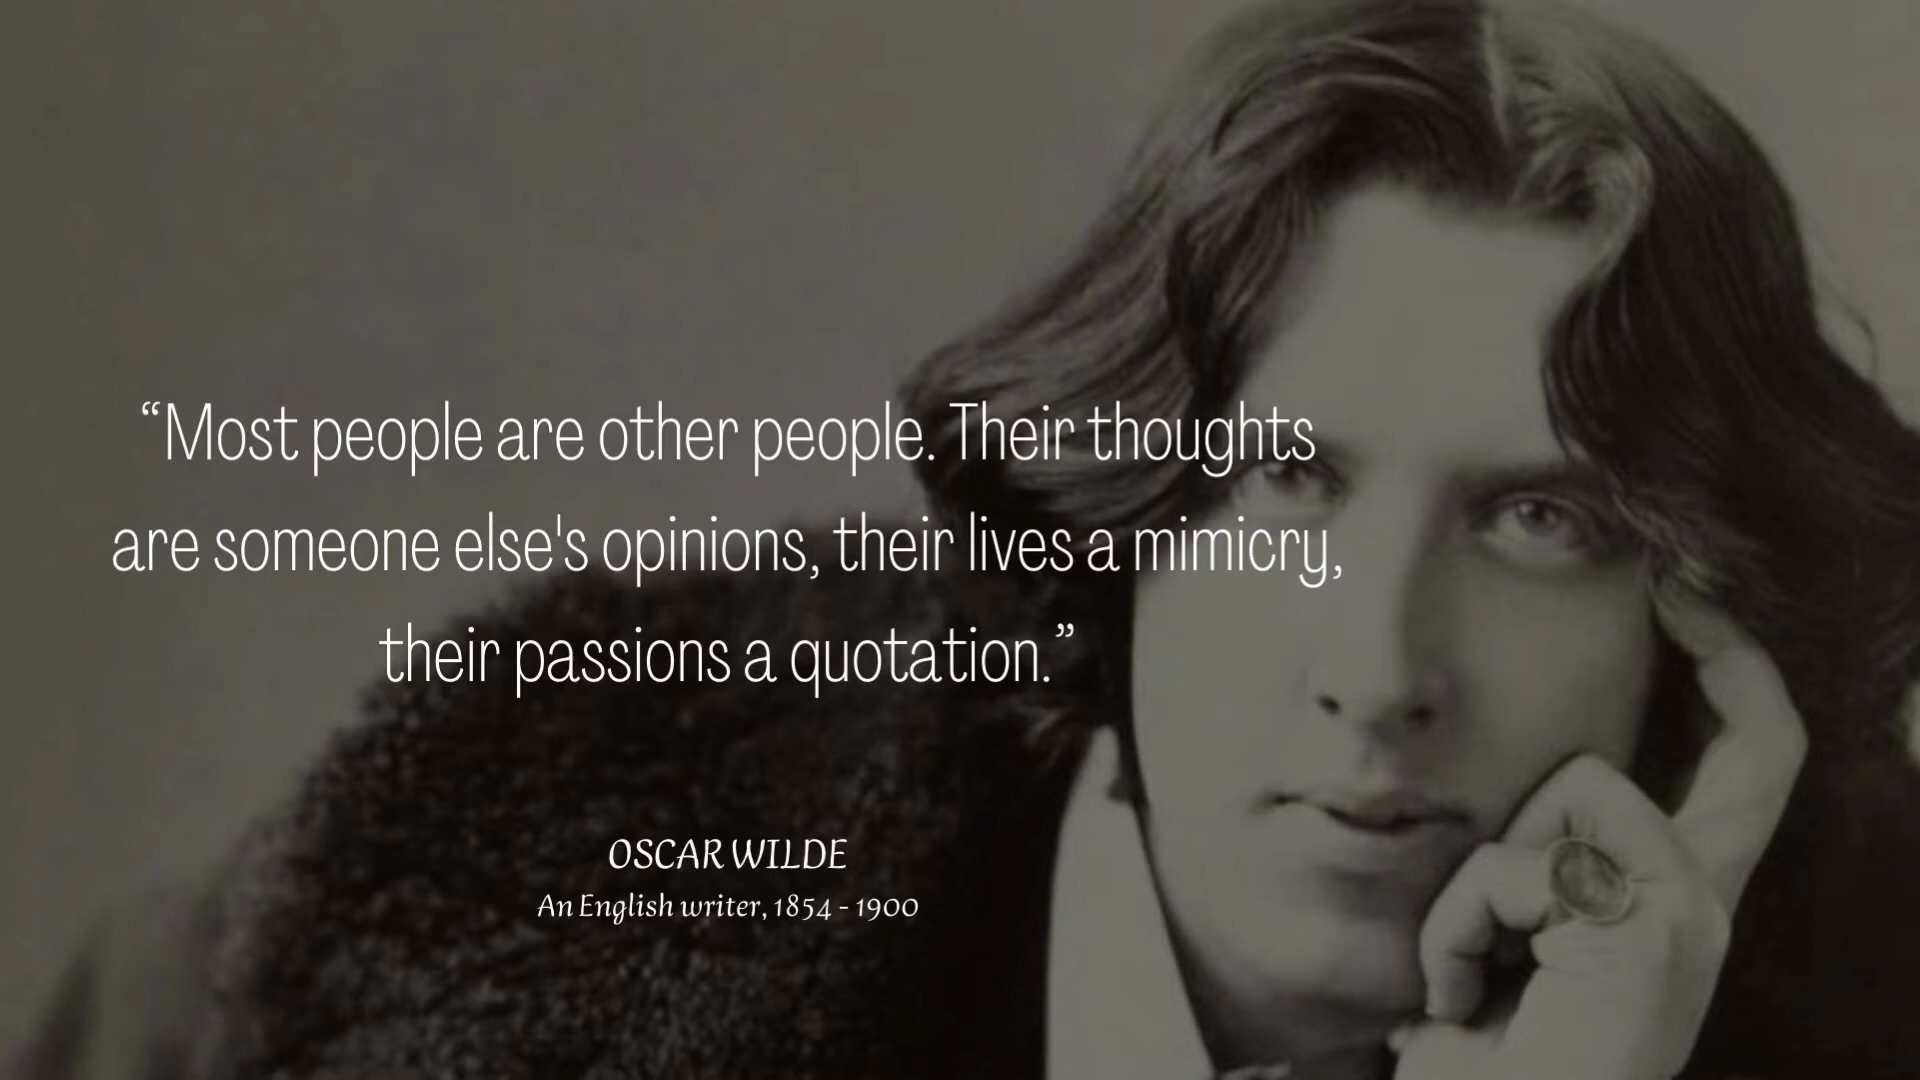 “Most people are other people. Their thoughts
are someone else's opinions, their lives a mimicry,
their passions a quotation.”
OSCAR WILDE
An English writer, 1854 - 1900